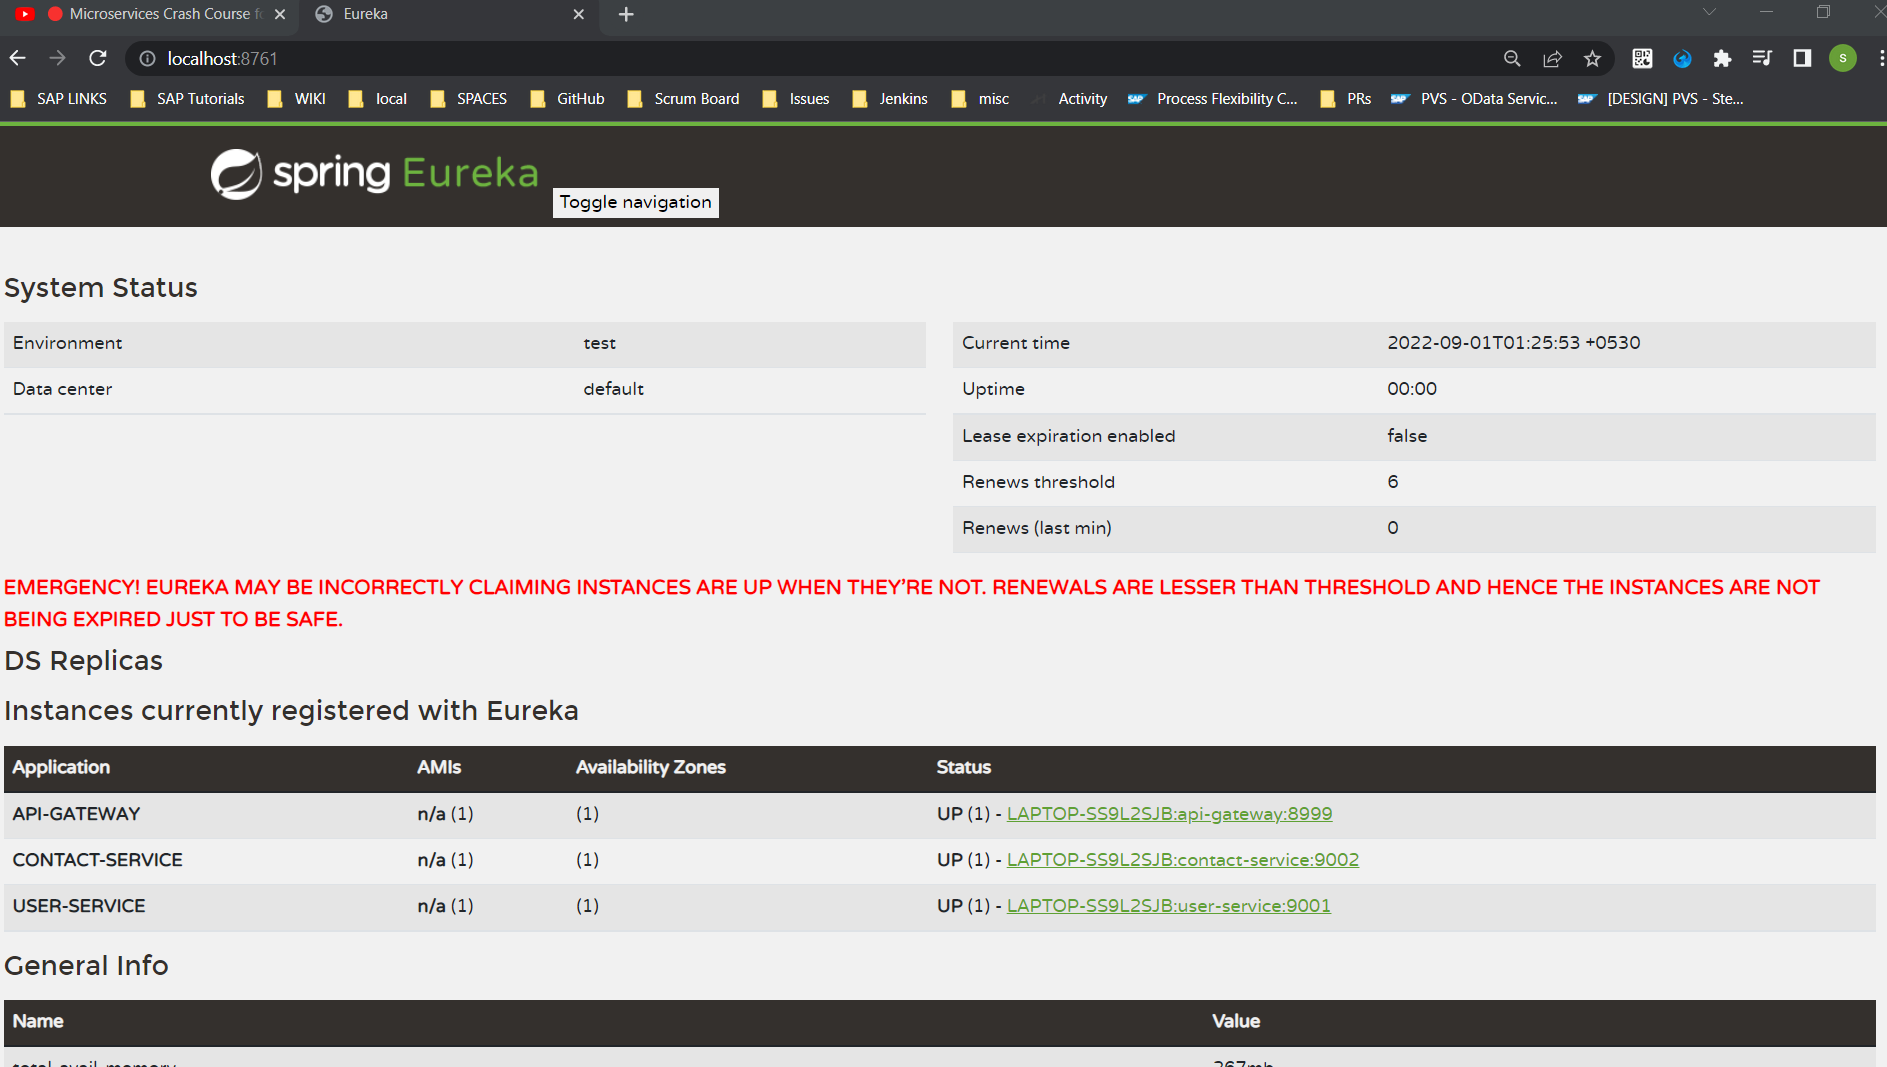 Microservices Crash Course fo
Eureka
localhost:8761
S
SAP LINKS SAP Tutorials WIKI local SPACES GitHub Scrum Board Issues Jenkins misc Activity SAP Process Flexibility C... PRs SAP PVS - OData Servic... SAP [DESIGN] PVS - Ste...
spring Eureka
Toggle navigation
System Status
Environment test
Data center default
Current time 2022-09-01T01:25:53 +0530
Uptime 00:00
Lease expiration enabled false
Renews threshold 6
Renews (last min) 0
EMERGENCY! EUREKA MAY BE INCORRECTLY CLAIMING INSTANCES ARE UP WHEN THEY'RE NOT. RENEWALS ARE LESSER THAN THRESHOLD AND HENCE THE INSTANCES ARE NOT
BEING EXPIRED JUST TO BE SAFE.
DS Replicas
Instances currently registered with Eureka
Application AMIs Availability Zones Status
API-GATEWAY n/a (1) (1) UP (1) - LAPTOP-SS9L2SJB:api-gateway:8999
CONTACT-SERVICE n/a (1) (1) UP (1) - LAPTOP-SS9L2SJB:contact-service:9002
USER-SERVICE n/a (1) (1) UP (1) - LAPTOP-SS9L2SJB:user-service:9001
General Info
Name Value
total-avail-memory 367mb